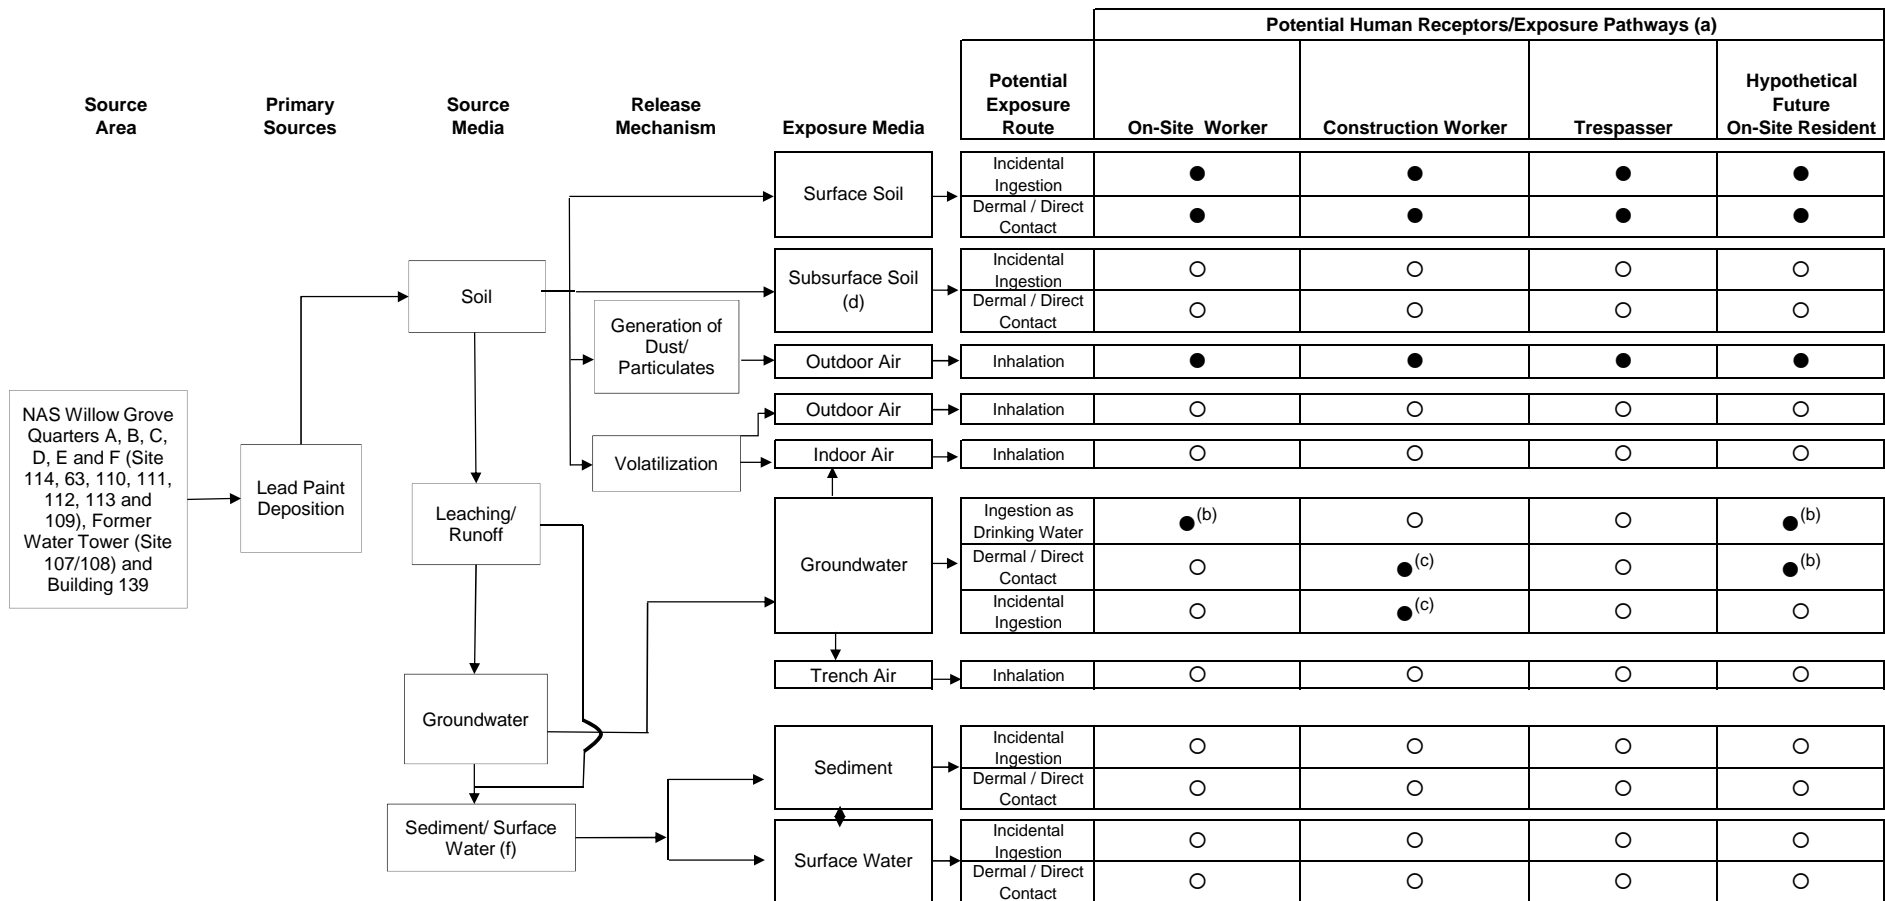 Potential Human Receptors/Exposure Pathways (a)
Source
Area
Primary
Sources
Source
Media
Release
Mechanism
Exposure Media
Potential
Exposure
Route
On-Site Worker
Construction Worker
Trespasser
Hypothetical
Future
On-Site Resident
NAS Willow Grove
Quarters A, B, C,
D, E and F (Site
114, 63, 110, 111,
112, 113 and
109), Former
Water Tower (Site
107/108) and
Building 139
Lead Paint
Deposition
Soil
Leaching/
Runoff
Groundwater
Sediment/ Surface
Water (f)
Generation of
Dust/
Particulates
Volatilization
Surface Soil
Incidental
Ingestion
● ● ● ●
Dermal / Direct
Contact
● ● ● ●
Subsurface Soil
(d)
Incidental
Ingestion
○ ○ ○ ○
Dermal / Direct
Contact
○ ○ ○ ○
Outdoor Air
Inhalation
● ● ● ●
Outdoor Air
Inhalation
○ ○ ○ ○
Indoor Air
Inhalation
○ ○ ○ ○
Groundwater
Ingestion as
Drinking Water
●(b) ○ ○ ●(b)
Dermal / Direct
Contact
○ ●(c) ○ ●(b)
Incidental
Ingestion
○ ●(c) ○ ○
Trench Air
Inhalation
○ ○ ○ ○
Sediment
Incidental
Ingestion
○ ○ ○ ○
Dermal / Direct
Contact
○ ○ ○ ○
Surface Water
Incidental
Ingestion
○ ○ ○ ○
Dermal / Direct
Contact
○ ○ ○ ○